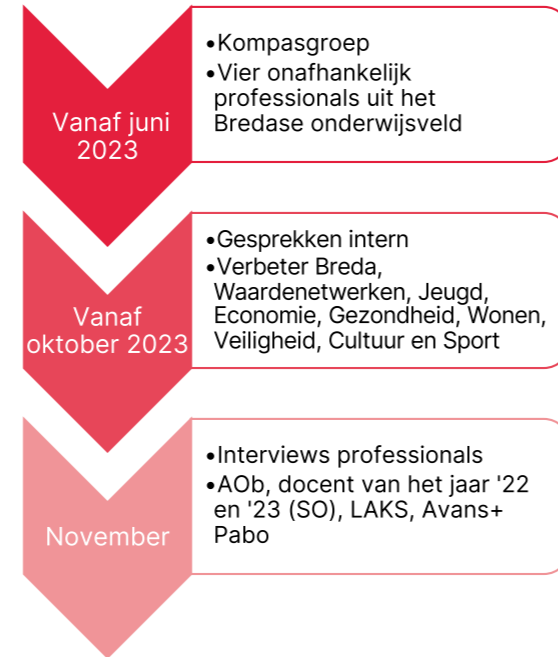 Vanaf juni
2023
•Kompasgroep
•Vier onafhankelijk
professionals uit het
Bredase onderwijsveld
Vanaf
oktober 2023
•Gesprekken intern
•Verbeter Breda,
Waardenetwerken, Jeugd,
Economie, Gezondheid, Wonen,
Veiligheid, Cultuur en Sport
November
•Interviews professionals
•AOb, docent van het jaar '22
en '23 (SO), LAKS, Avans+
Pabo